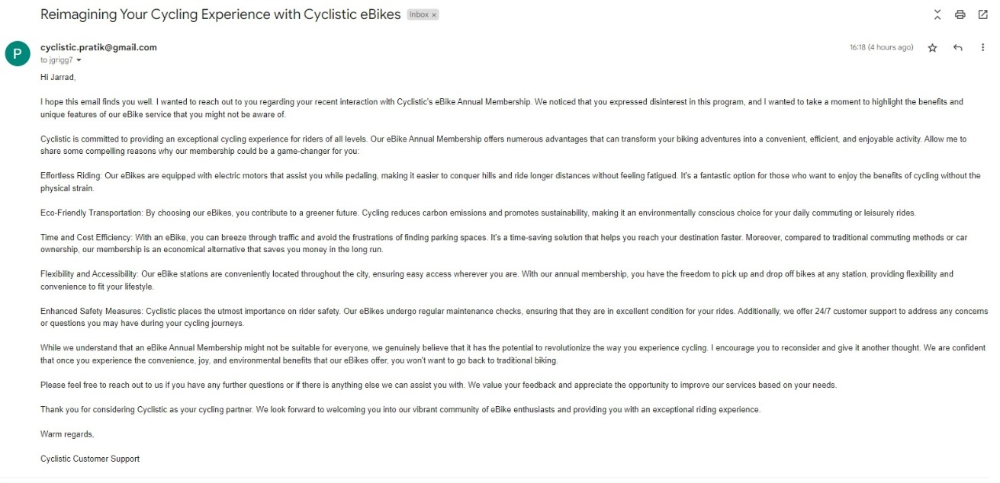 Reimagining Your Cycling Experience with Cyclistic eBikes Inbox ×
P
cyclistic.pratik@gmail.com
16:18 (4 hours ago)
to jgrigg7
Hi Jarrad,
I hope this email finds you well. I wanted to reach out to you regarding your recent interaction with Cyclistic's eBike Annual Membership. We noticed that you expressed disinterest in this program, and I wanted to take a moment to highlight the benefits and
unique features of our eBike service that you might not be aware of.
Cyclistic is committed to providing an exceptional cycling experience for riders of all levels. Our eBike Annual Membership offers numerous advantages that can transform your biking adventures into a convenient, efficient, and enjoyable activity. Allow me to
share some compelling reasons why our membership could be a game-changer for you:
Effortless Riding: Our eBikes are equipped with electric motors that assist you while pedaling, making it easier to conquer hills and ride longer distances without feeling fatigued. It's a fantastic option for those who want to enjoy the benefits of cycling without the
physical strain.
Eco-Friendly Transportation: By choosing our eBikes, you contribute to a greener future. Cycling reduces carbon emissions and promotes sustainability, making it an environmentally conscious choice for your daily commuting or leisurely rides.
Time and Cost Efficiency: With an eBike, you can breeze through traffic and avoid the frustrations of finding parking spaces. It's a time-saving solution that helps you reach your destination faster. Moreover, compared to traditional commuting methods or car
ownership, our membership is an economical alternative that saves you money in the long run.
Flexibility and Accessibility: Our eBike stations are conveniently located throughout the city, ensuring easy access wherever you are. With our annual membership, you have the freedom to pick up and drop off bikes at any station, providing flexibility and
convenience to fit your lifestyle.
Enhanced Safety Measures: Cyclistic places the utmost importance on rider safety. Our eBikes undergo regular maintenance checks, ensuring that they are in excellent condition for your rides. Additionally, we offer 24/7 customer support to address any concerns
or questions you may have during your cycling journeys.
While we understand that an eBike Annual Membership might not be suitable for everyone, we genuinely believe that it has the potential to revolutionize the way you experience cycling. I encourage you to reconsider and give it another thought. We are confident
that once you experience the convenience, joy, and environmental benefits that our eBikes offer, you won't want to go back to traditional biking.
Please feel free to reach out to us if you have any further questions or if there is anything else we can assist you with. We value your feedback and appreciate the opportunity to improve our services based on your needs.
Thank you for considering Cyclistic as your cycling partner. We look forward to welcoming you into our vibrant community of eBike enthusiasts and providing you with an exceptional riding experience.
Warm regards,
Cyclistic Customer Support